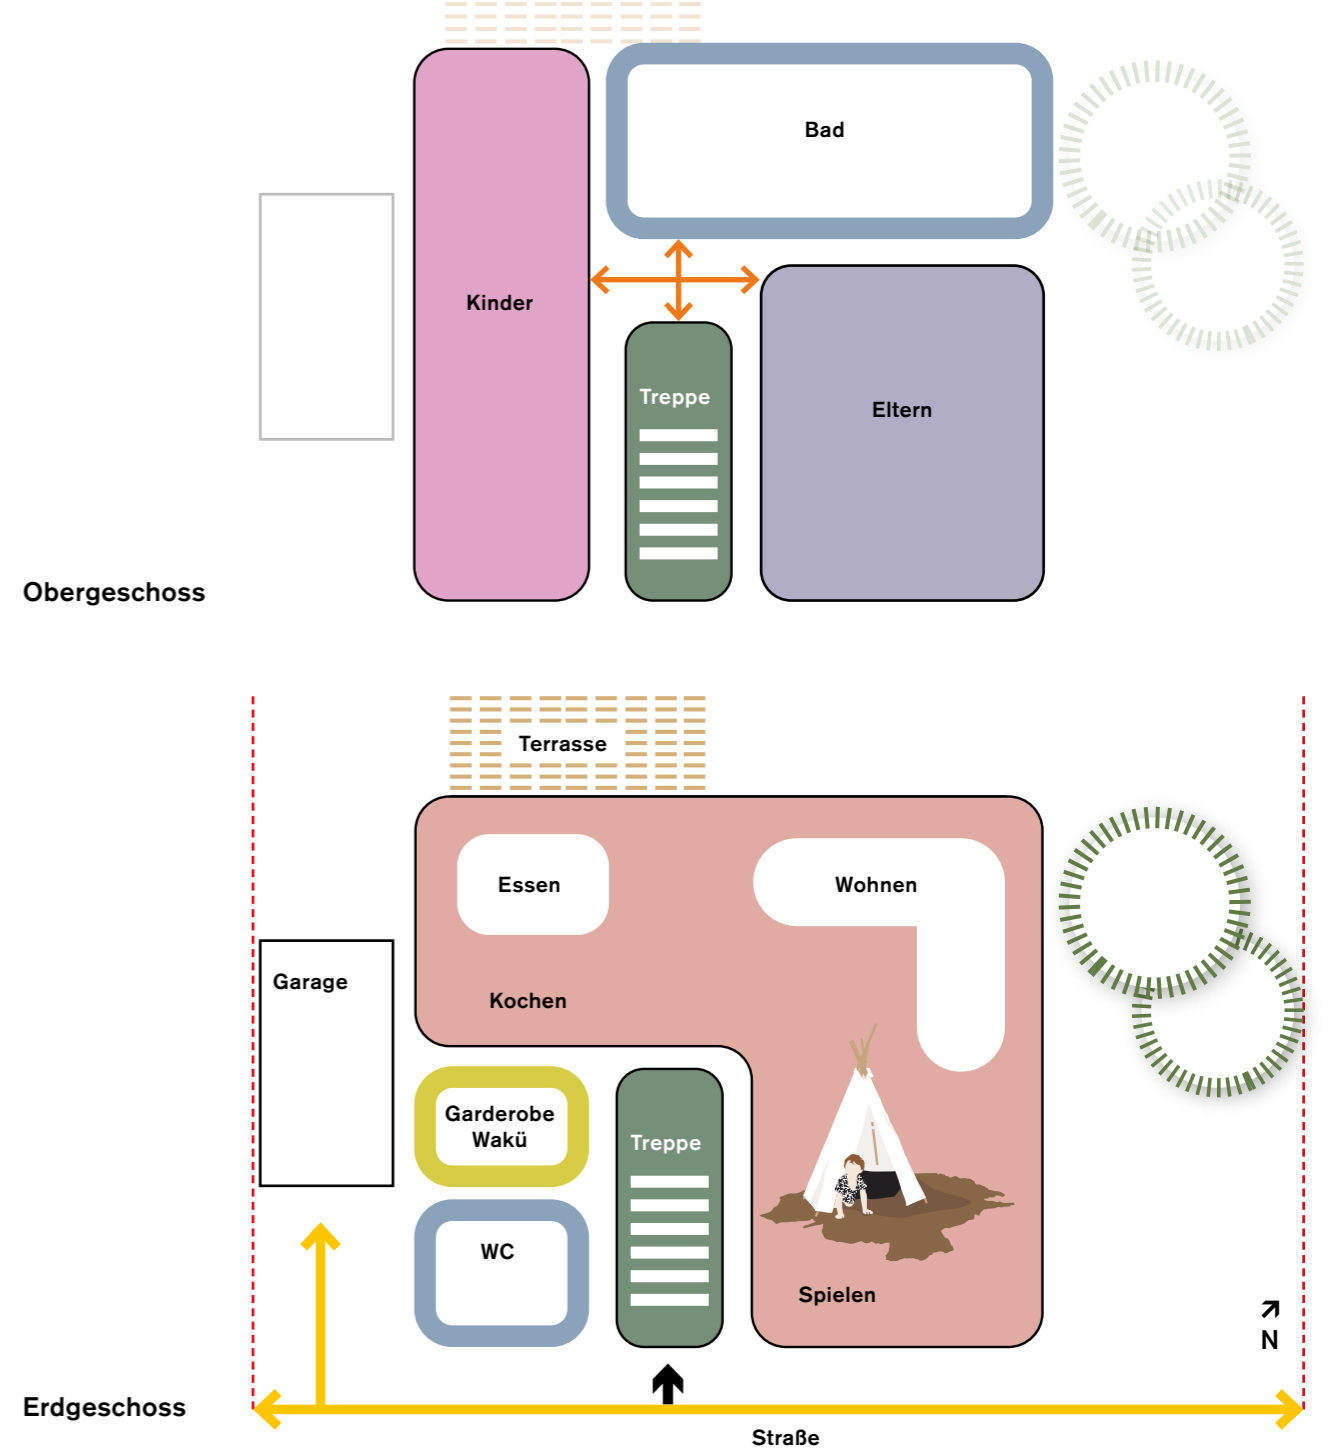 Bad
Kinder
Treppe
Eltern
Obergeschoss
Terrasse
Essen
Wohnen
Garage
Kochen
Garderobe
Wakü
Treppe
WC
Spielen
N
Erdgeschoss
Straße